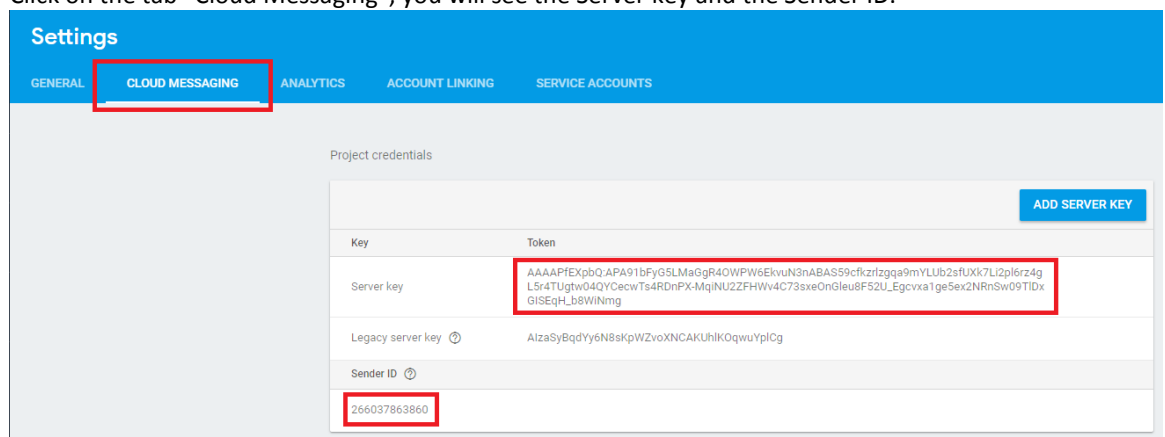 Click on the tab "Cloud Messaging", you will see the Server key and the Sender ID.
Settings
GENERAL CLOUD MESSAGING ANALYTICS ACCOUNT LINKING SERVICE ACCOUNTS
Project credentials
ADD SERVER KEY
Key Token
Server key
AAAAPfEXpbQ:APA91bFyG5LMaGgR4OWPW6EkvuN3nABAS59cfkzrlzgqa9mYLUb2sfUXk7Li2pl6rz4g
L5r4TUgtw04QYCecwTs4RDnPX-MqiNU2ZFHWv4C73sxeOnGleu8F52U_Egcvxa1ge5ex2NRnSw09TlDx
GISEqH_b8WiNmg
Legacy server key AIzaSyBqdYy6N8sKpWZvoXNCAKUhlKOqwuYplCg
Sender ID
266037863860